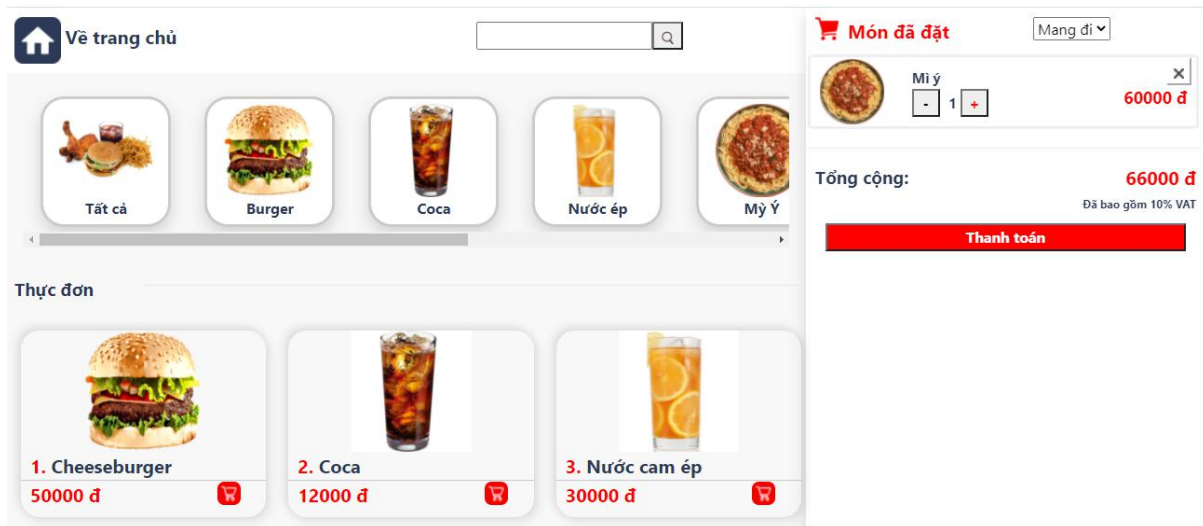 Về trang chủ
Tất cả
Burger
Coca
Nước ép
Mỳ Ý
Thực đơn
1. Cheeseburger
50000 đ
2. Coca
12000 đ
3. Nước cam ép
30000 đ
Món đã đặt
Mang đi
Mì ý
- 1 +
60000 đ
Tổng cộng:
66000 đ
Đã bao gồm 10% VAT
Thanh toán